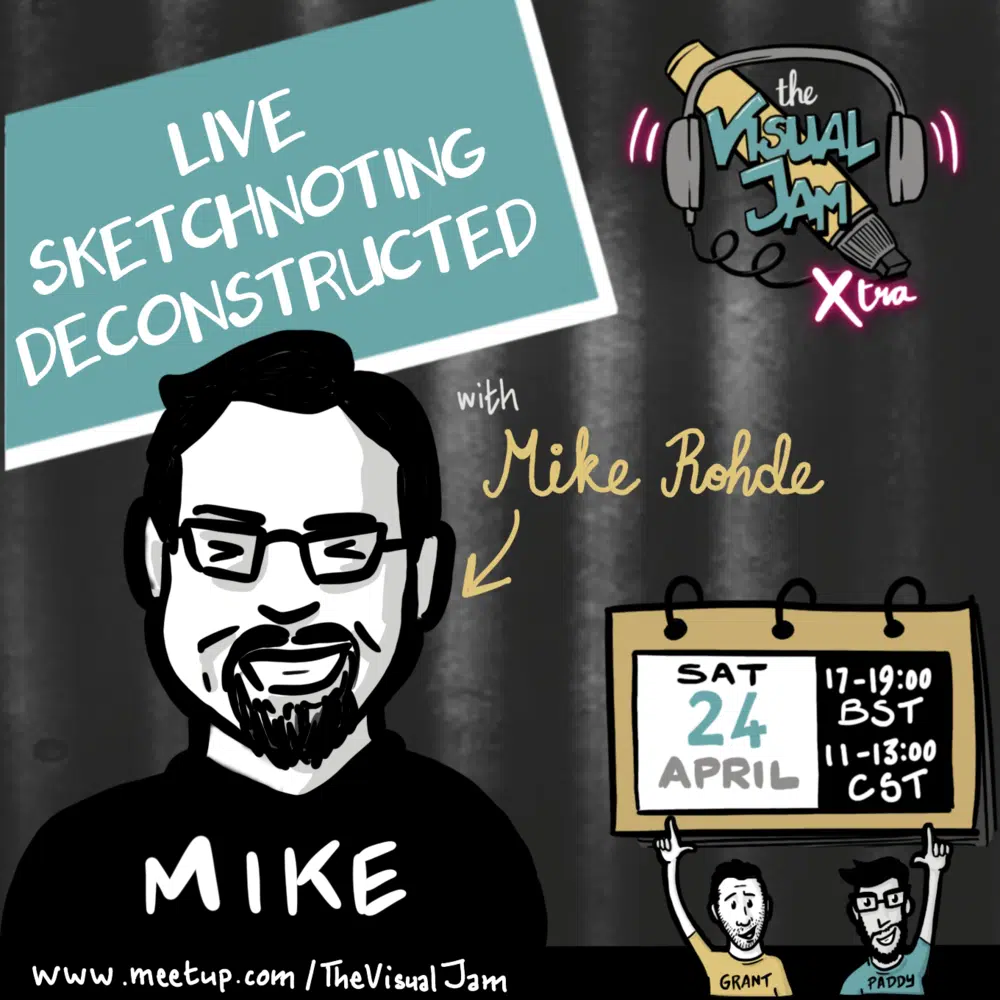 LIVE
SKETCHNOTING
DECONSTRUCTED
the
VISUAL
JAM
Xtra
with
Mike Rohde
SAT
24
APRIL
17-19:00
BST
11-13:00
CST
MIKE
GRANT
PADDY
www.meetup.com/TheVisualJam